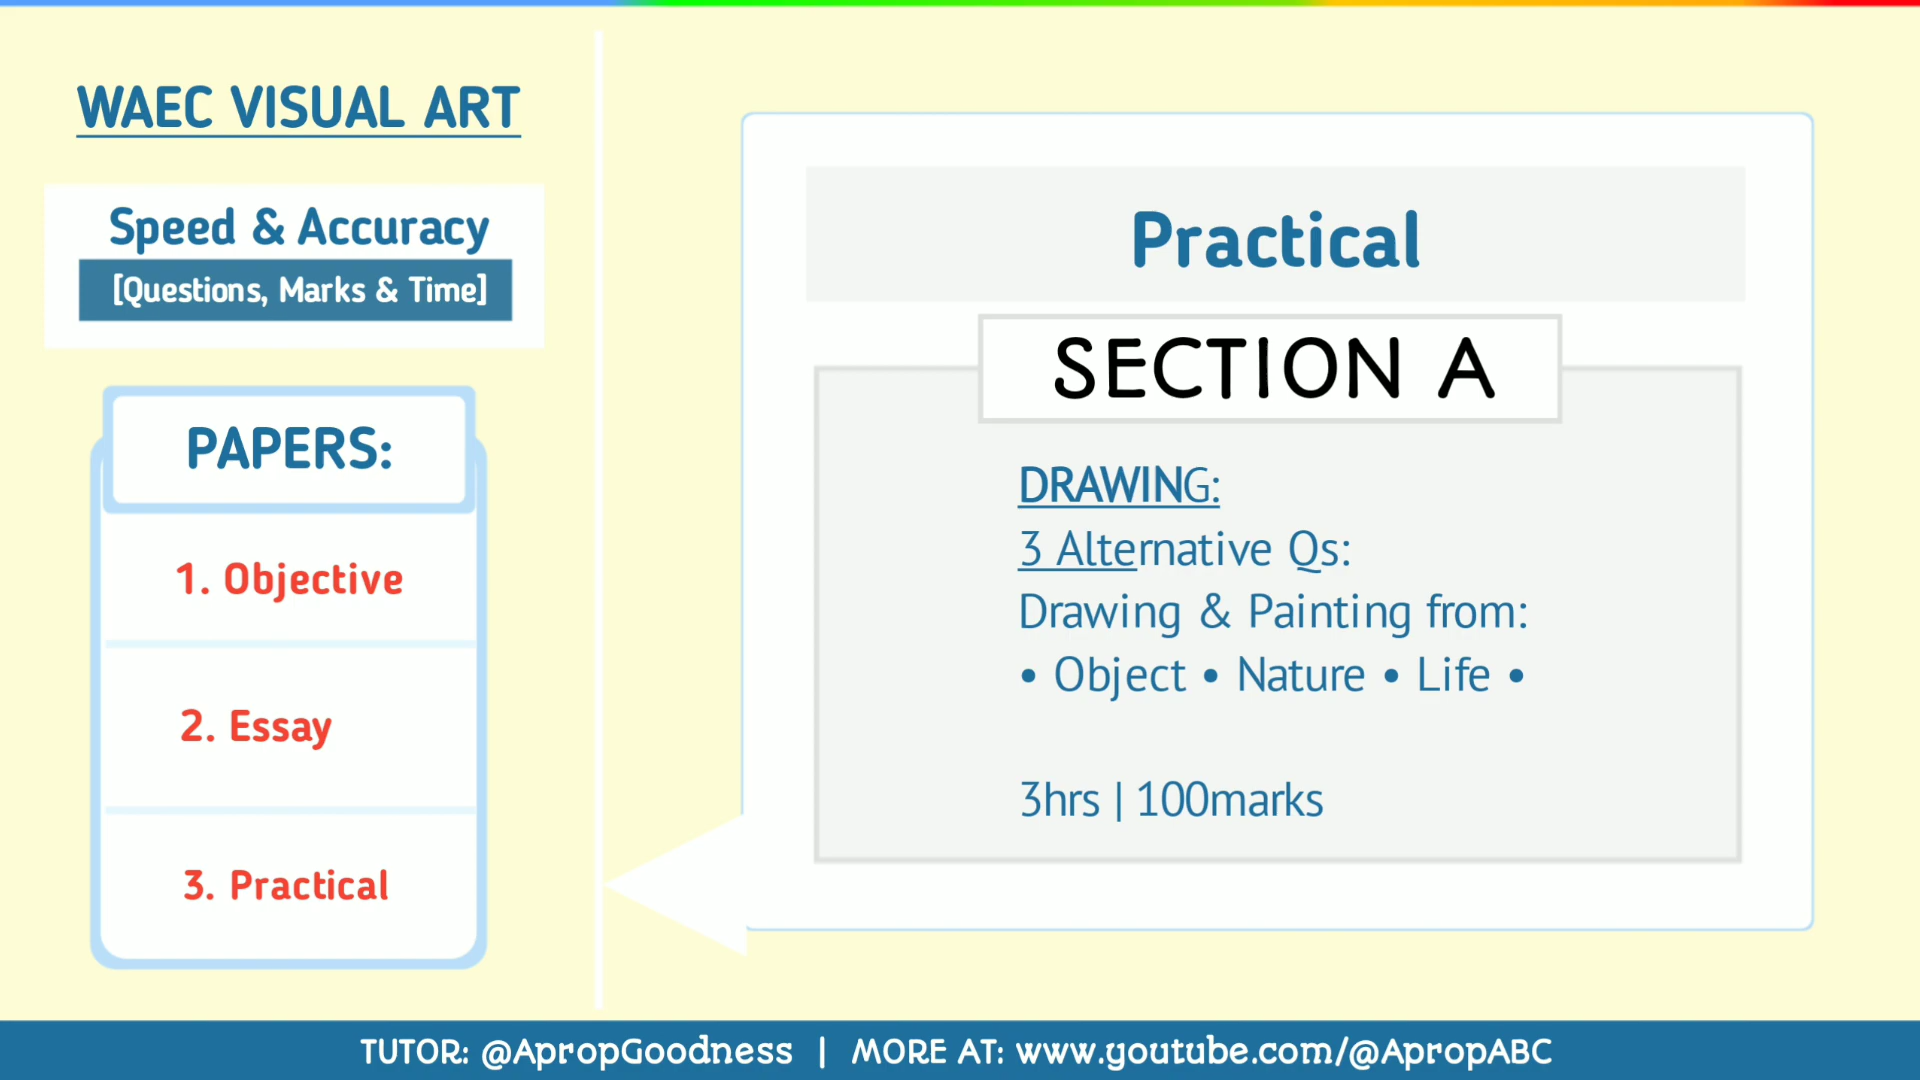 WAEC VISUAL ART
Speed & Accuracy
[Questions, Marks & Time]
PAPERS:
1. Objective
2. Essay
3. Practical
Practical
SECTION A
DRAWING:
3 Alternative Qs:
Drawing & Painting from:
• Object • Nature • Life •
3hrs | 100marks
TUTOR: @ApropGoodness | MORE AT: www.youtube.com/@ApropABC